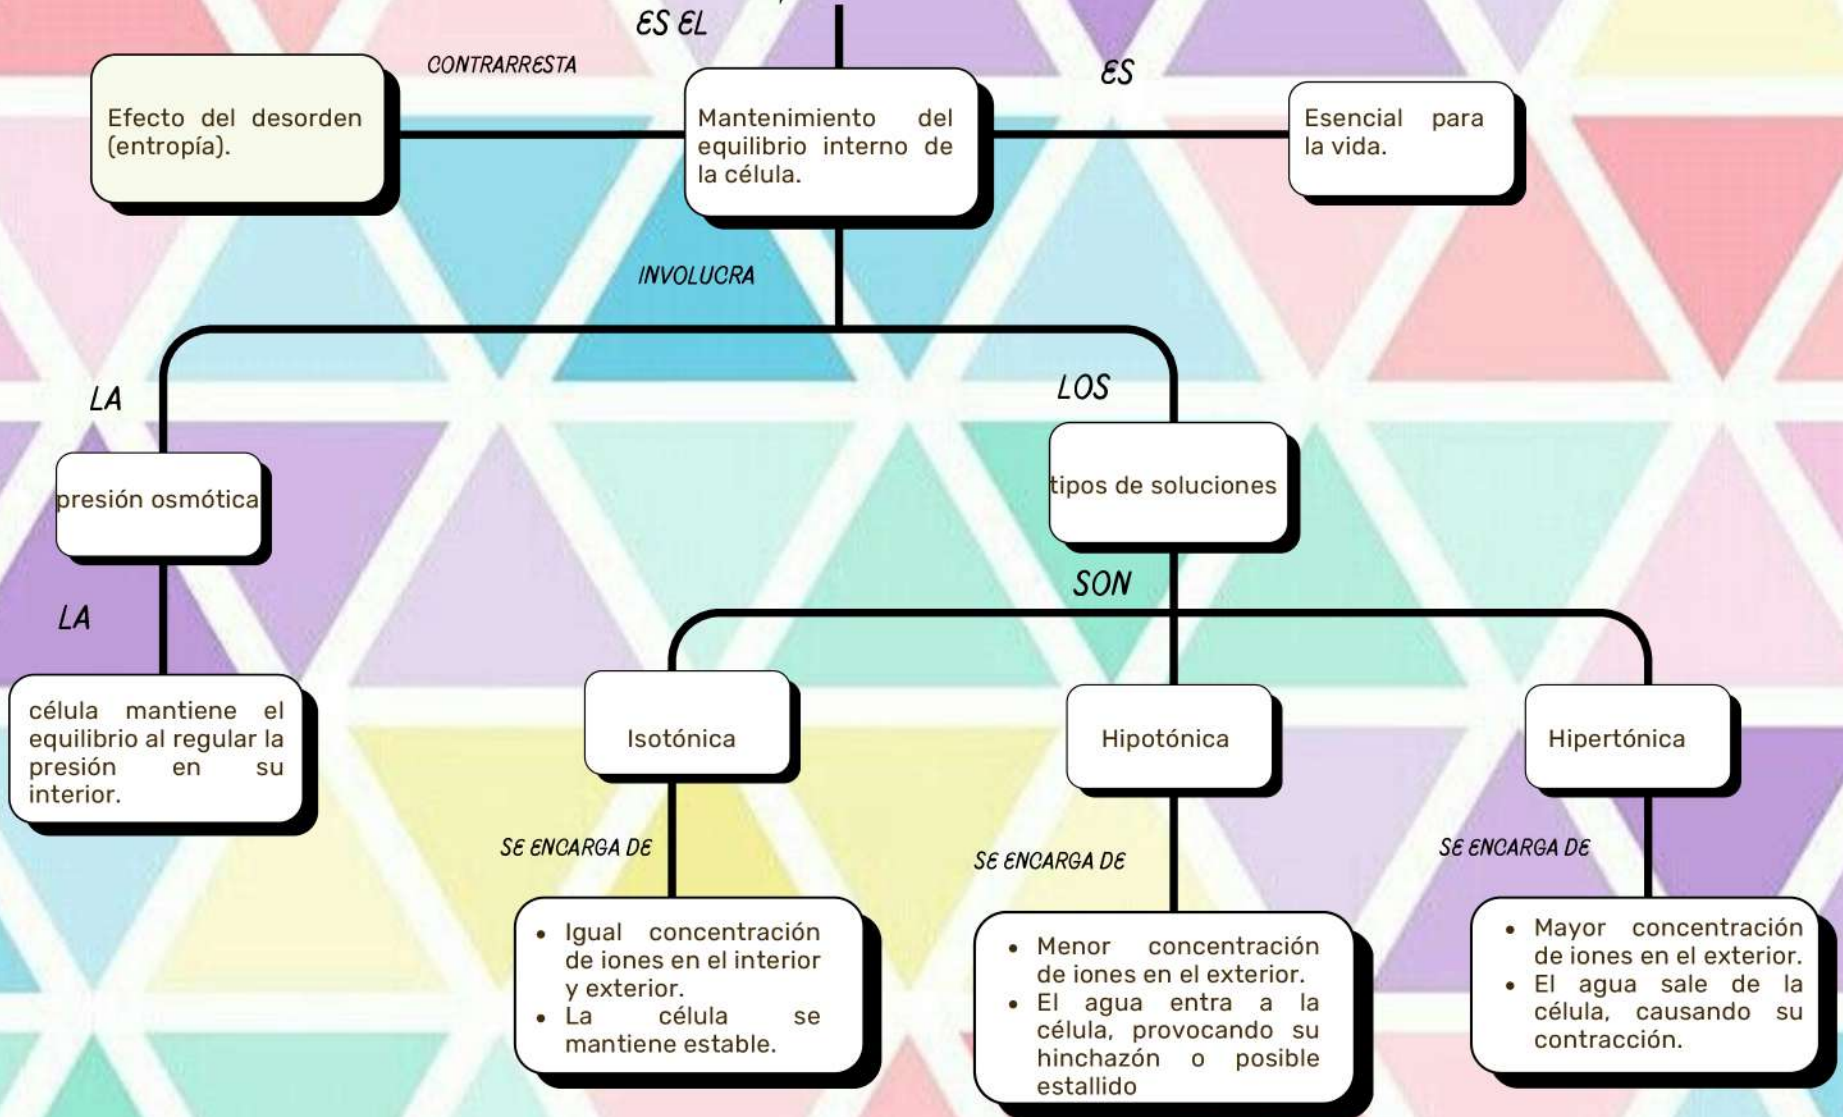 ES EL
CONTRARRESTA
ES
Efecto del desorden
(entropía).
Mantenimiento del
equilibrio interno de
la célula.
Esencial para
la vida.
INVOLUCRA
LA
LOS
presión osmótica
tipos de soluciones
LA
SON
célula mantiene el
equilibrio al regular la
presión en su
interior.
Isotónica
Hipotónica
Hipertónica
SE ENCARGA DE
SE ENCARGA DE
SE ENCARGA DE
• Igual concentración
de iones en el interior
y exterior.
• La célula se
mantiene estable.
• Menor concentración
de iones en el exterior.
• El agua entra a la
célula, provocando su
hinchazón o posible
estallido
• Mayor concentración
de iones en el exterior.
• El agua sale de la
célula, causando su
contracción.